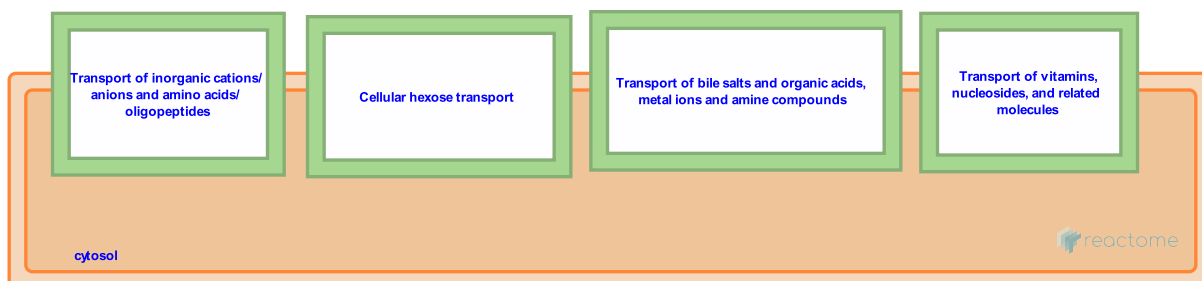 Transport of inorganic cations/
anions and amino acids/
oligopeptides
Cellular hexose transport
Transport of bile salts and organic acids,
metal ions and amine compounds
Transport of vitamins,
nucleosides, and related
molecules
cytosol
reactome